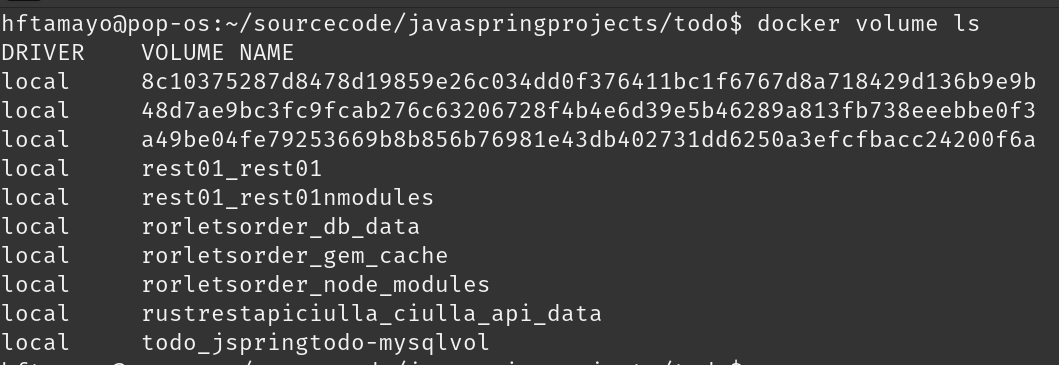 hftamayo@pop-os:~/sourcecode/javaspringprojects/todo$ docker volume ls
DRIVER    VOLUME NAME
local     8c10375287d8478d19859e26c034dd0f376411bc1f6767d8a718429d136b9e9b
local     48d7ae9bc3fc9fcab276c63206728f4b4e6d39e5b46289a813fb738eeebbe0f3
local     a49be04fe79253669b8b856b76981e43db402731dd6250a3efcfbacc24200f6a
local     rest01_rest01
local     rest01_rest01nmodules
local     rorletsorder_db_data
local     rorletsorder_gem_cache
local     rorletsorder_node_modules
local     rustrestapiciulla_ciulla_api_data
local     todo_jspringtodo-mysqlvol